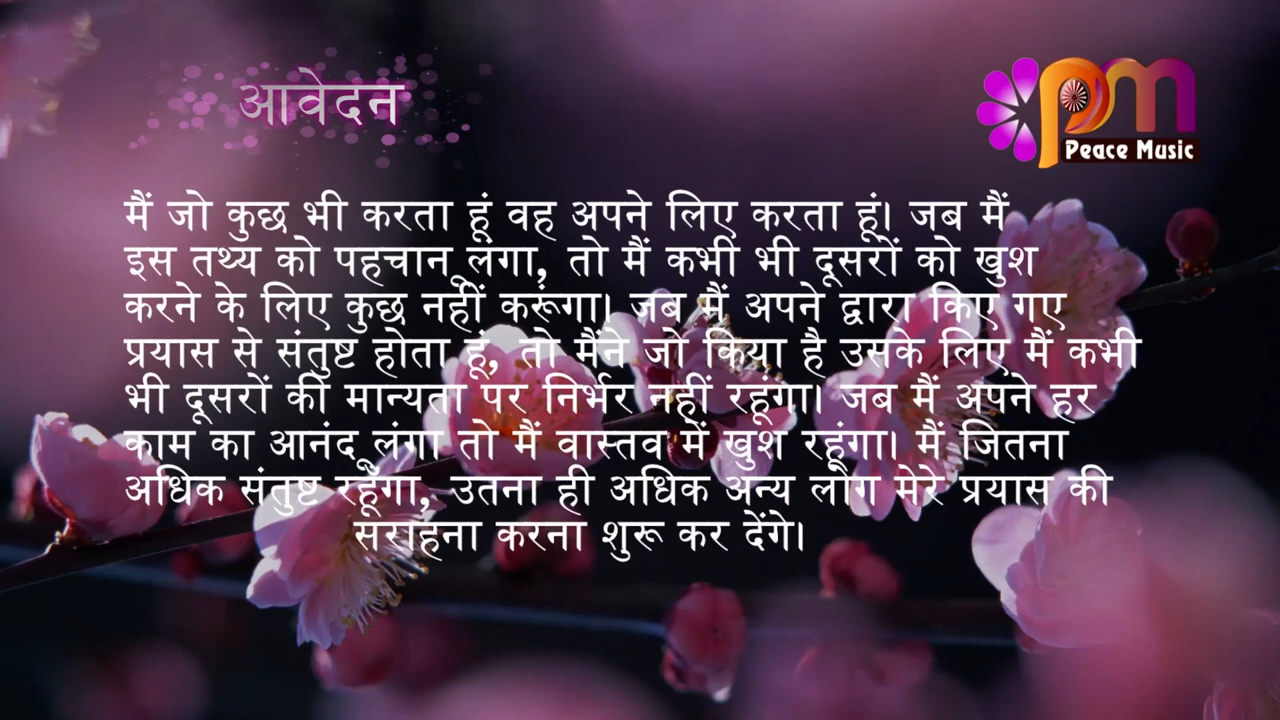 आवेदन
pm
Peace Music
मैं जो कुछ भी करता हूं वह अपने लिए करता हूं। जब मैं
इस तथ्य को पहचान ूलंगा, तो मैं कभी भी दूसरों को खुश
करने के लिए कुछ नहीं करूंगा। जब मैं अपने द्वारा किए गए
प्रयास से संतुष्ट होता हूं, तो मैंने जो किया है उसके लिए मैं कभी
भी दूसरों की मान्यता पर निर्भर नहीं रहूंगा। जब मैं अपने हर
काम का आनंद ूलंगा तो मैं वास्तव में खुश रहूंगा। मैं जितना
अधिक संतुष्ट रहूँगा, उतना ही अधिक अन्य लोग मेरे प्रयास की
सराहना करना शुरू कर देंगे।